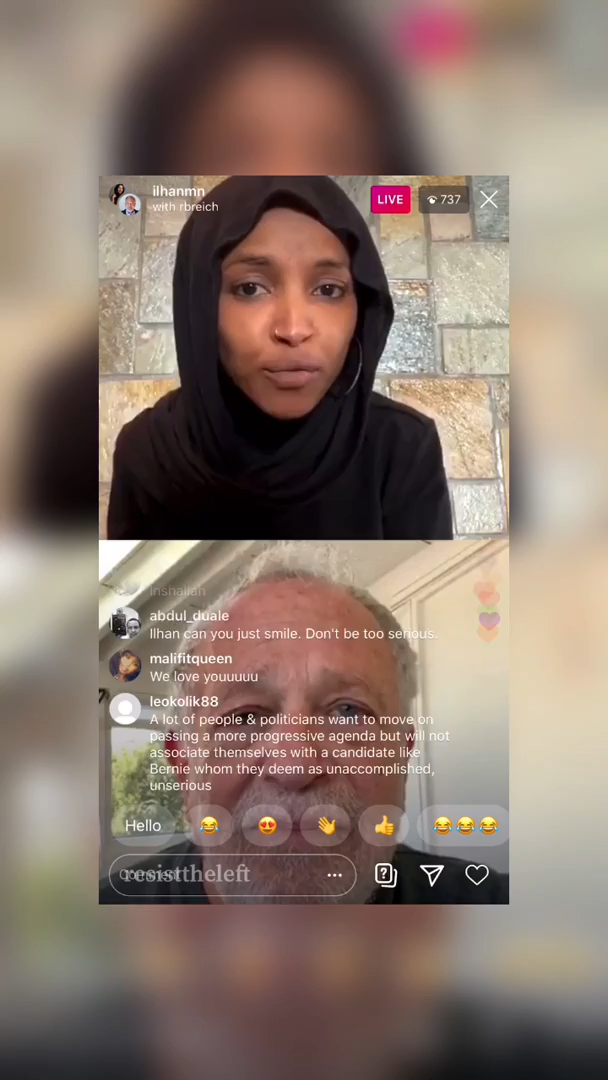 ilhanmn
with rbreich
LIVE
737
inshallah
abdul_duale
Ilhan can you just smile. Don't be too serious.
malifitqueen
We love youuuuu
leokolik88
A lot of people & politicians want to move on
passing a more progressive agenda but will not
associate themselves with a candidate like
Bernie whom they deem as unaccomplished,
unserious
Hello
Comment
resisttheleft